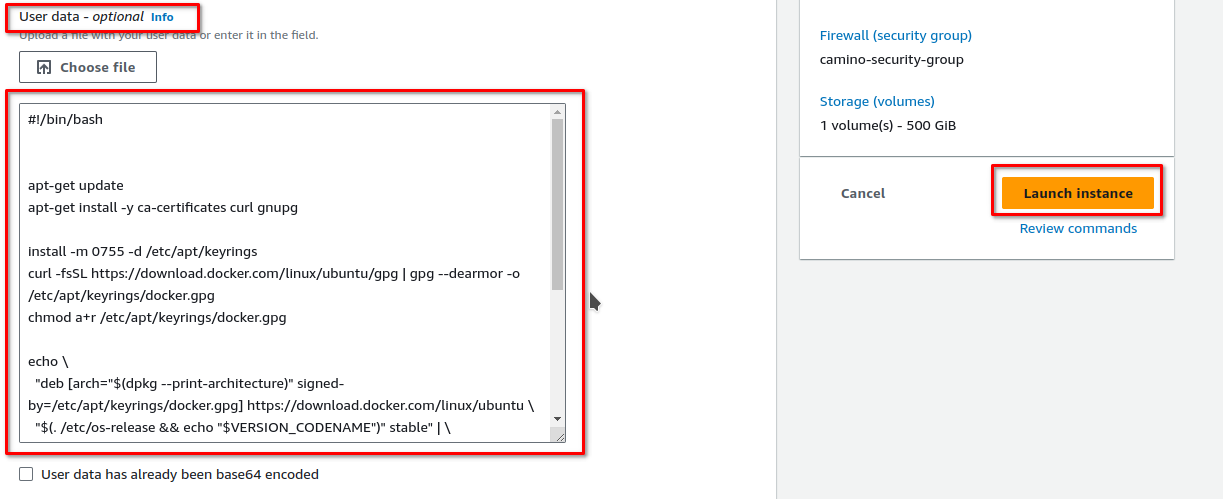 User data - optional Info
Upload a file with your user data or enter it in the field.
Choose file
#!/bin/bash
apt-get update
apt-get install -y ca-certificates curl gnupg
install -m 0755 -d /etc/apt/keyrings
curl -fsSL https://download.docker.com/linux/ubuntu/gpg | gpg --dearmor -o
/etc/apt/keyrings/docker.gpg
chmod a+r /etc/apt/keyrings/docker.gpg
echo \
"deb [arch="$(dpkg --print-architecture)" signed-
by=/etc/apt/keyrings/docker.gpg] https://download.docker.com/linux/ubuntu \
"$(. /etc/os-release && echo "$VERSION_CODENAME")" stable" | \
User data has already been base64 encoded
Firewall (security group)
camino-security-group
Storage (volumes)
1 volume(s) - 500 GiB
Cancel
Launch instance
Review commands